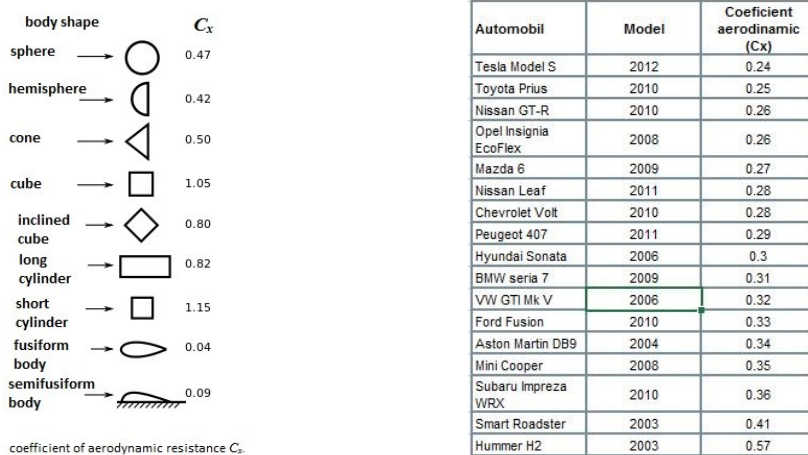 body shape Cx
sphere 0.47
hemisphere 0.42
cone 0.50
cube 1.05
inclined
cube 0.80
long
cylinder 0.82
short
cylinder 1.15
fusiform
body 0.04
semifusiform
body 0.09
coefficient of aerodynamic resistance Cx.
Automobil Model Coeficient
aerodinamic
(Cx)
Tesla Model S 2012 0.24
Toyota Prius 2010 0.25
Nissan GT-R 2010 0.26
Opel Insignia
EcoFlex 2008 0.26
Mazda 6 2009 0.27
Nissan Leaf 2011 0.28
Chevrolet Volt 2010 0.28
Peugeot 407 2011 0.29
Hyundai Sonata 2006 0.3
BMW seria 7 2009 0.31
VW GTI Mk V 2006 0.32
Ford Fusion 2010 0.33
Aston Martin DB9 2004 0.34
Mini Cooper 2008 0.35
Subaru Impreza
WRX 2010 0.36
Smart Roadster 2003 0.41
Hummer H2 2003 0.57